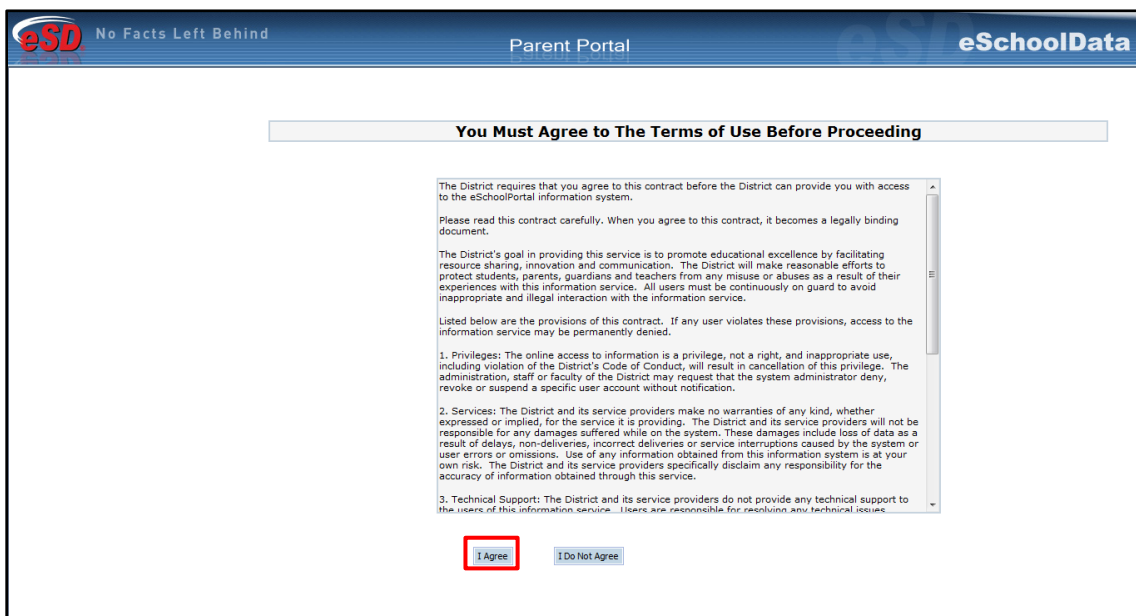 eSD No Facts Left Behind
Parent Portal
eSchoolData
You Must Agree to The Terms of Use Before Proceeding
The District requires that you agree to this contract before the District can provide you with access
to the eSchoolPortal information system.
Please read this contract carefully. When you agree to this contract, it becomes a legally binding
document.
The District's goal in providing this service is to promote educational excellence by facilitating
resource sharing, innovation and communication. The District will make reasonable efforts to
protect students, parents, guardians and teachers from any misuse or abuses as a result of their
experiences with this information service. All users must be continuously on guard to avoid
inappropriate and illegal interaction with the information service.
Listed below are the provisions of this contract. If any user violates these provisions, access to the
information service may be permanently denied.
1. Privileges: The online access to information is a privilege, not a right, and inappropriate use,
including violation of the District's Code of Conduct, will result in cancellation of this privilege. The
administration, staff or faculty of the District may request that the system administrator deny,
revoke or suspend a specific user account without notification.
2. Services: The District and its service providers make no warranties of any kind, whether
expressed or implied, for the service it is providing. The District and its service providers will not be
responsible for any damages suffered while on the system. These damages include loss of data as a
result of delays, non-deliveries, incorrect deliveries or service interruptions caused by the system or
user errors or omissions. Use of any information obtained from this information system is at your
own risk. The District and its service providers specifically disclaim any responsibility for the
accuracy of information obtained through this service.
3. Technical Support: The District and its service providers do not provide any technical support to
the users of this information service. Users are responsible for resolving any technical issues
I Agree
I Do Not Agree